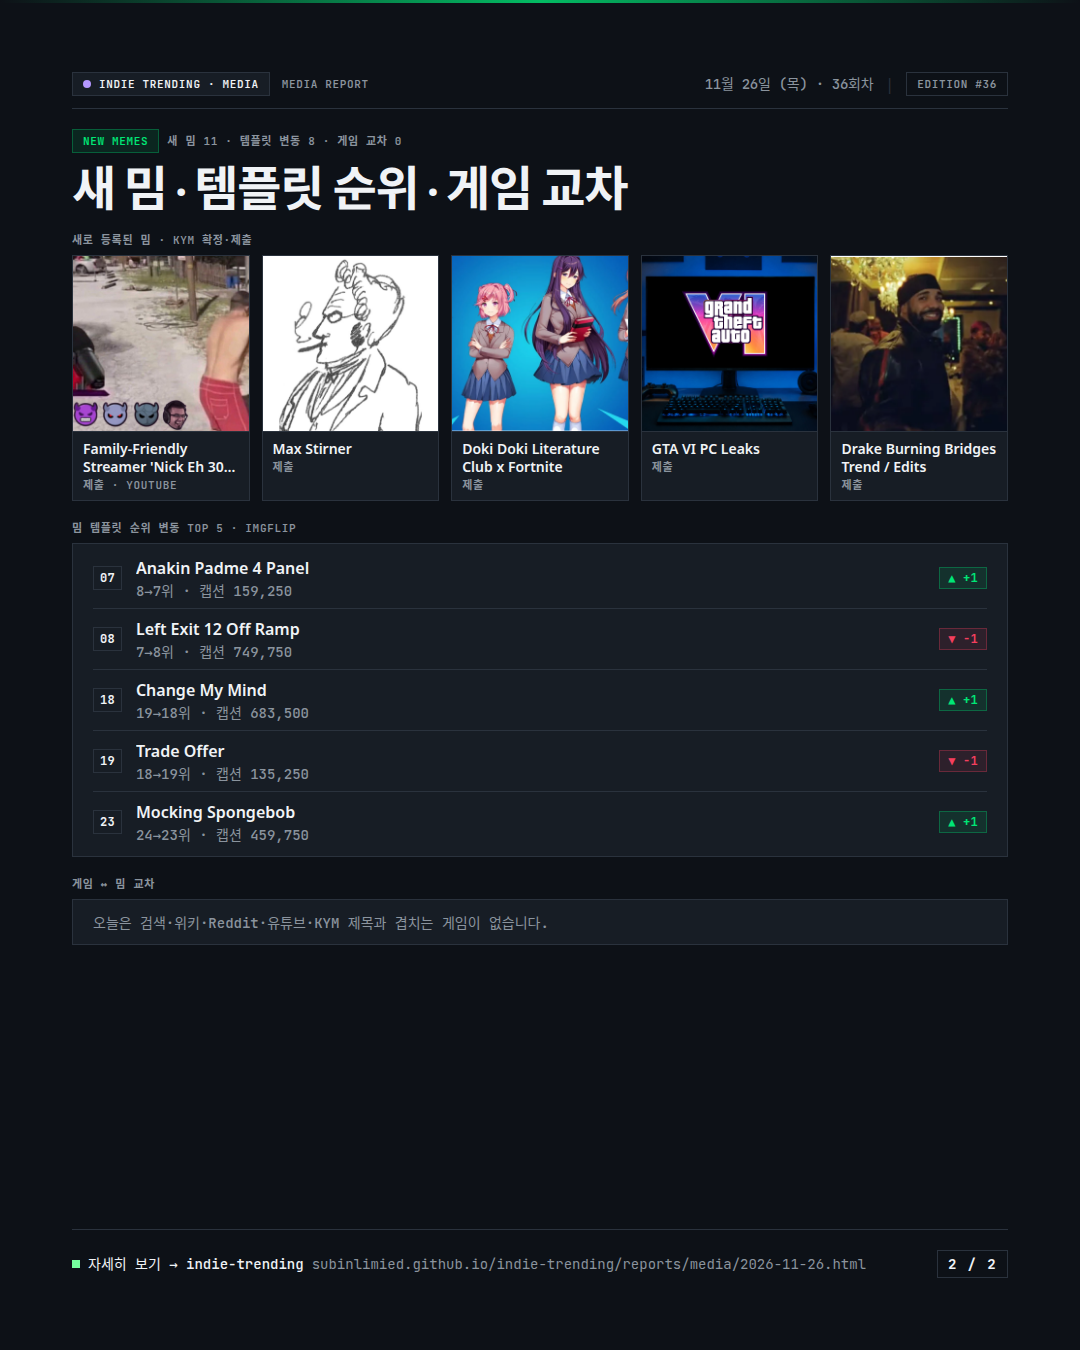 INDIE TRENDING · MEDIA
MEDIA REPORT
11월 26일 (목) · 36회차
EDITION #36
NEW MEMES
새 밈 11 · 템플릿 변동 8 · 게임 교차 0
새 밈·템플릿 순위·게임 교차
새로 등록된 밈 · KYM 확정·제출
grand
theft
auto
VI
Family-Friendly
Streamer 'Nick Eh 30...
제출 · YOUTUBE
Max Stirner
제출
Doki Doki Literature
Club x Fortnite
제출
GTA VI PC Leaks
제출
Drake Burning Bridges
Trend / Edits
제출
밈 템플릿 순위 변동 TOP 5 · IMGFLIP
07
Anakin Padme 4 Panel
8→7위 · 캡션 159,250
▲ +1
08
Left Exit 12 Off Ramp
7→8위 · 캡션 749,750
▼ -1
18
Change My Mind
19→18위 · 캡션 683,500
▲ +1
19
Trade Offer
18→19위 · 캡션 135,250
▼ -1
23
Mocking Spongebob
24→23위 · 캡션 459,750
▲ +1
게임 ↔ 밈 교차
오늘은 검색·위키·Reddit·유튜브·KYM 제목과 겹치는 게임이 없습니다.
자세히 보기 → indie-trending subinlimied.github.io/indie-trending/reports/media/2026-11-26.html
2 / 2